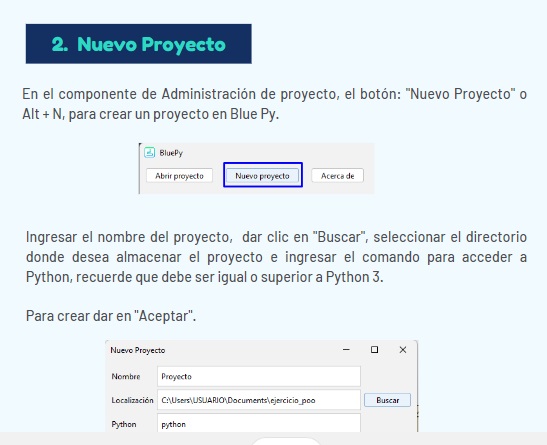 2. Nuevo Proyecto
En el componente de Administración de proyecto, el botón: "Nuevo Proyecto" o
Alt + N, para crear un proyecto en Blue Py.
BluePy
Abrir proyecto Nuevo proyecto Acerca de
Ingresar el nombre del proyecto, dar clic en "Buscar", seleccionar el directorio
donde desea almacenar el proyecto e ingresar el comando para acceder a
Python, recuerde que debe ser igual o superior a Python 3.
Para crear dar en "Aceptar".
Nuevo Proyecto
Nombre Proyecto
Localización C:\Users\USUARIO\Documents\ejercicio_poo Buscar
Python python